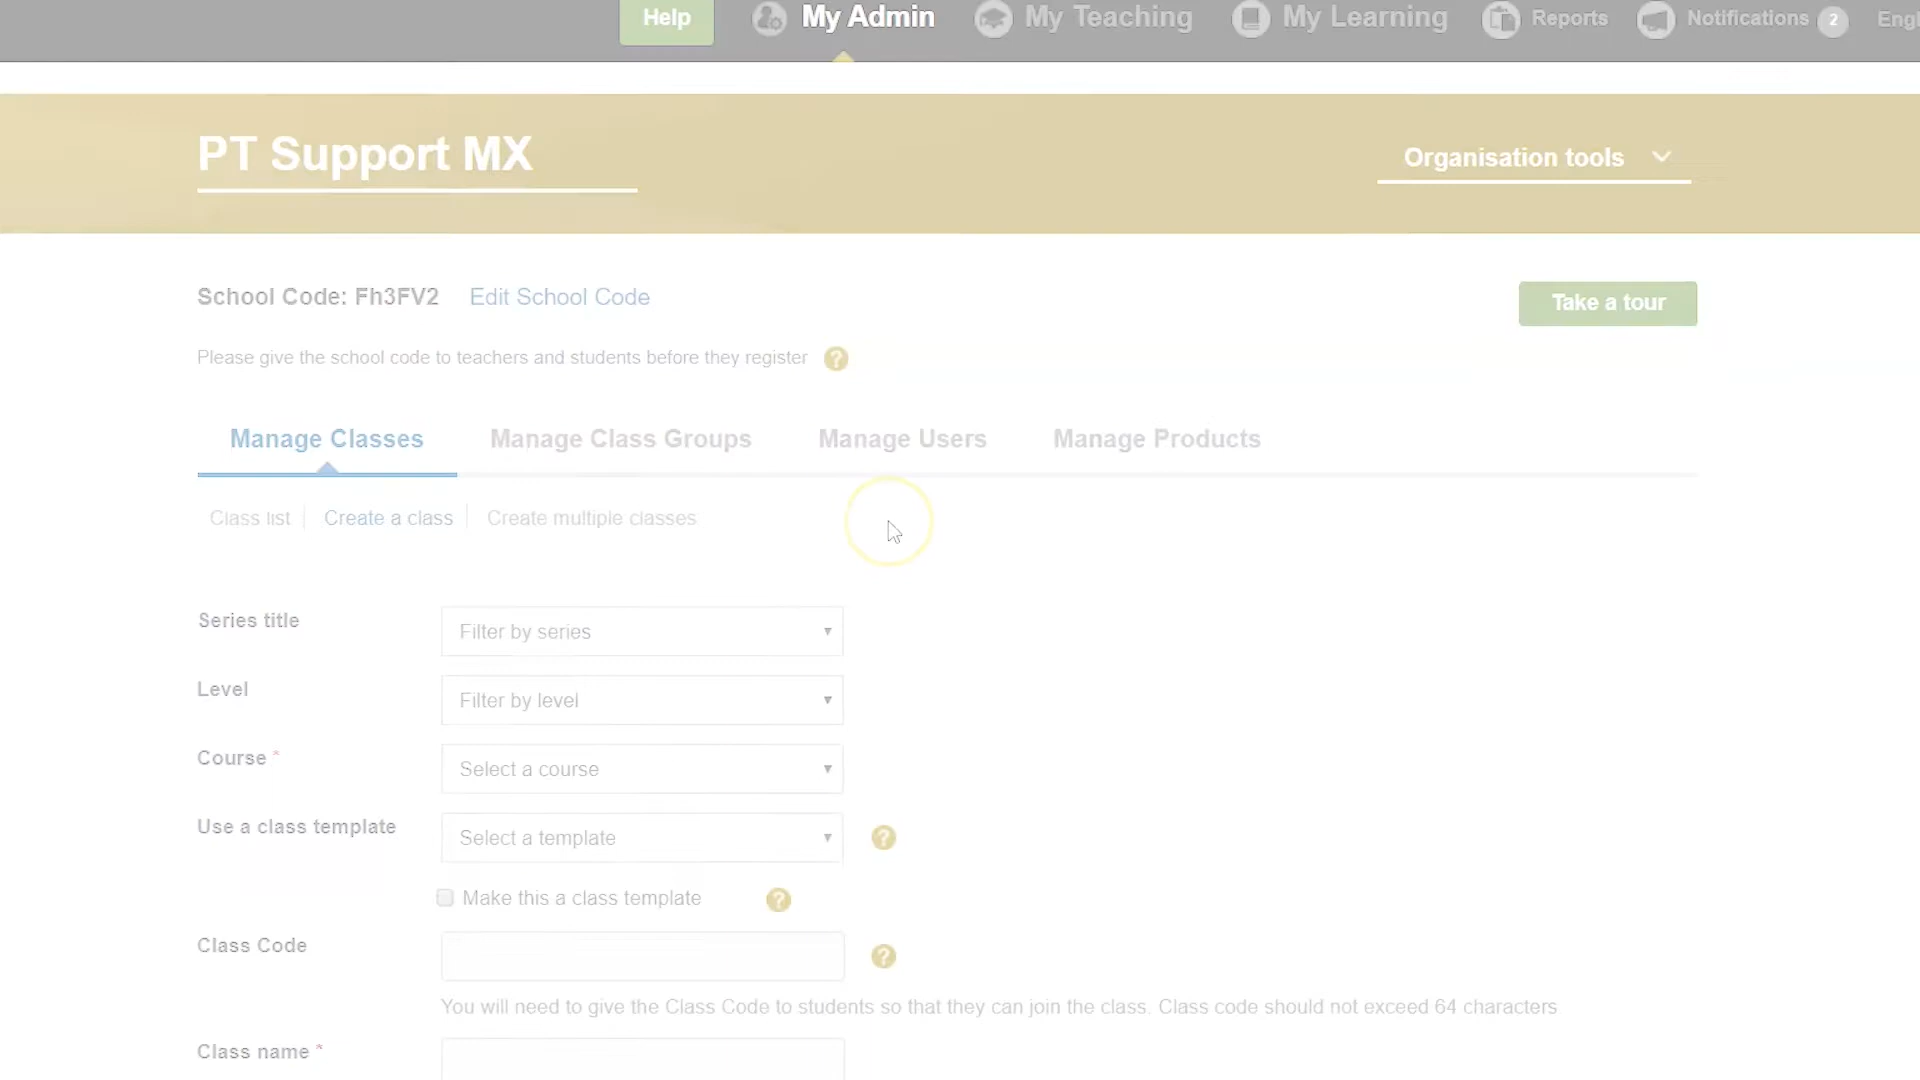 Help My Admin My Teaching My Learning Reports Notifications 2 Engl
PT Support MX
Organisation tools
School Code: Fh3FV2 Edit School Code
Take a tour
Please give the school code to teachers and students before they register ?
Manage Classes Manage Class Groups Manage Users Manage Products
Class list Create a class Create multiple classes
Series title Filter by series
Level Filter by level
Course * Select a course
Use a class template Select a template ?
Make this a class template ?
Class Code ?
You will need to give the Class Code to students so that they can join the class. Class code should not exceed 64 characters
Class name *